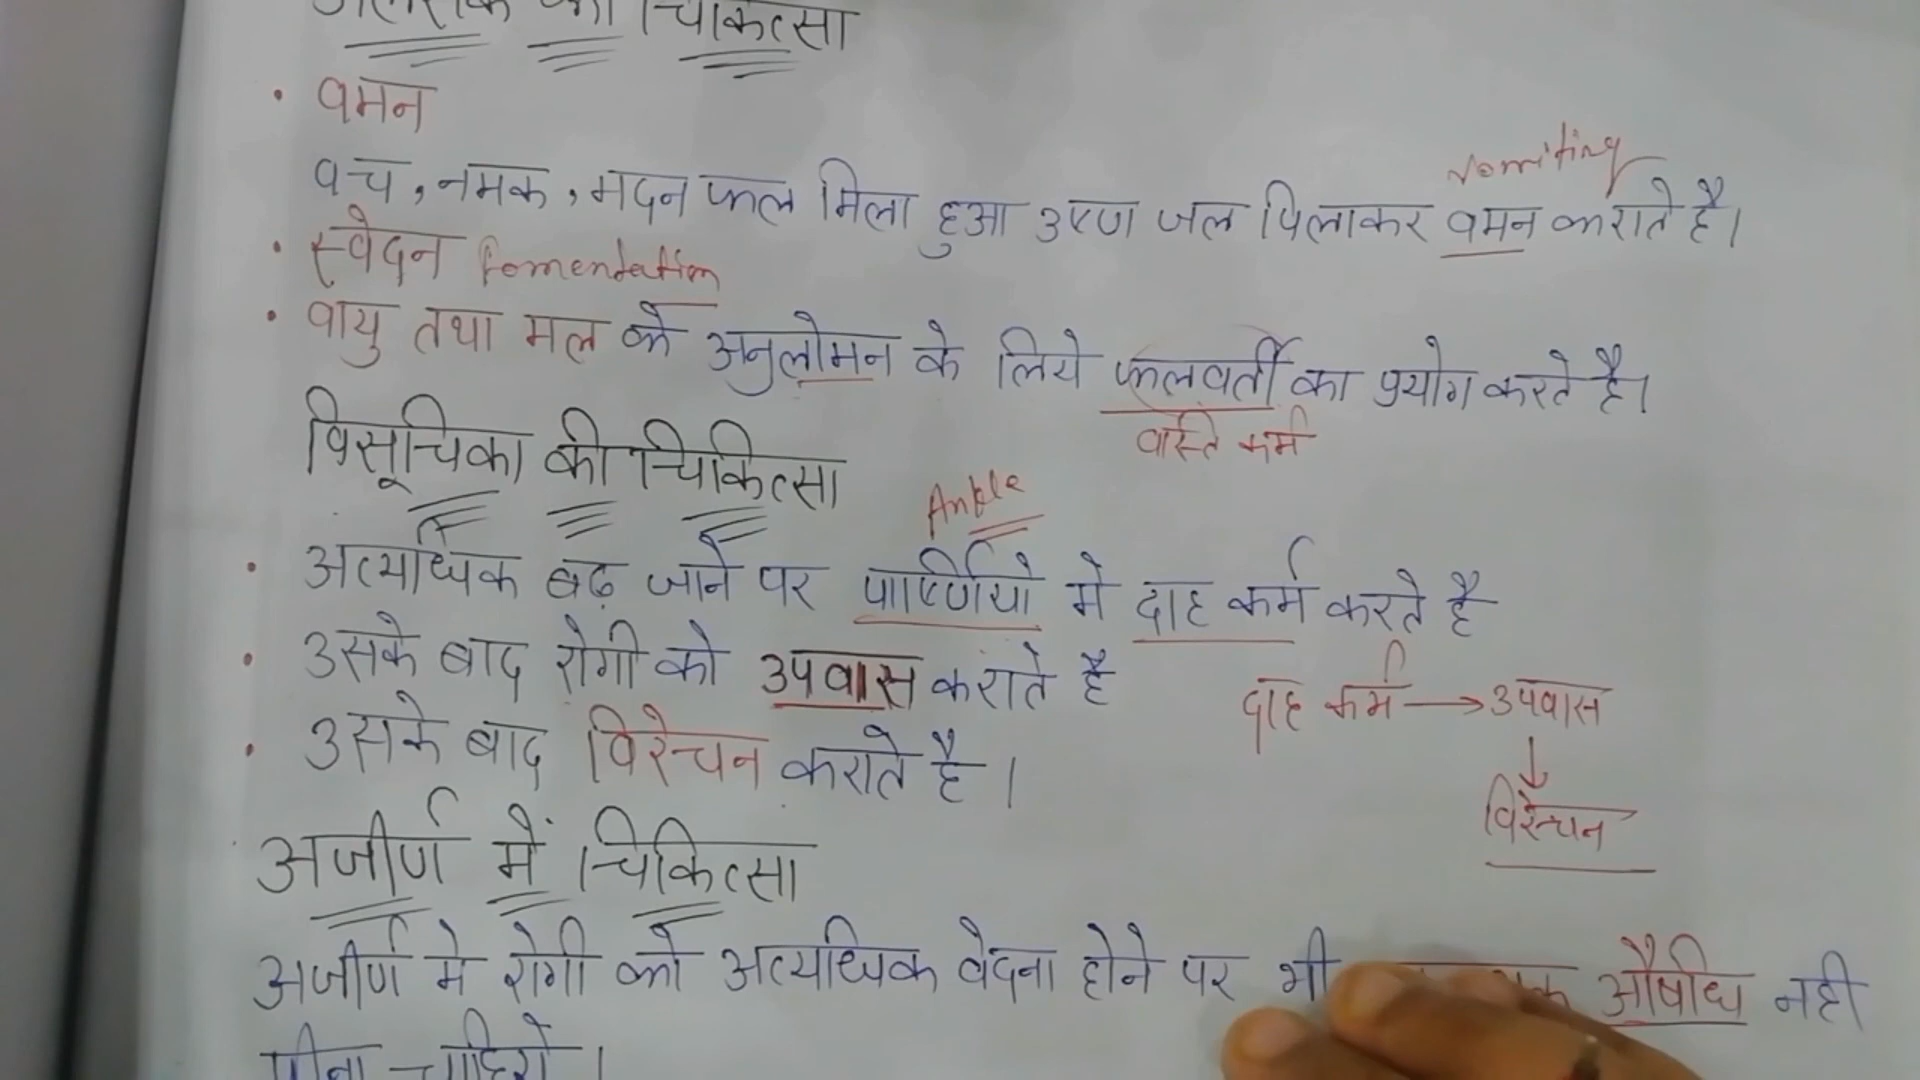 की चिकित्सा
• वमन
वच, नमक, मदन फल मिला हुआ उष्ण जल पिलाकर वमन कराते है।
vomiting
• स्वेदन fomentation
• वायु तथा मल के अनुलोमन के लिये फलवर्ती का प्रयोग करते है।
वस्ति कर्म
विसूचिका की चिकित्सा
Ankle
• अत्यधिक बढ़ जाने पर पार्ष्णियो मे दाह कर्म करते है
• उसके बाद रोगी को उपवास कराते है
दाह कर्म → उपवास
↓
विरेचन
• उसके बाद विरेचन कराते है।
अजीर्ण में चिकित्सा
अजीर्ण मे रोगी को अत्यधिक वेदना होने पर भी औषधि नही
पीना चाहिये।